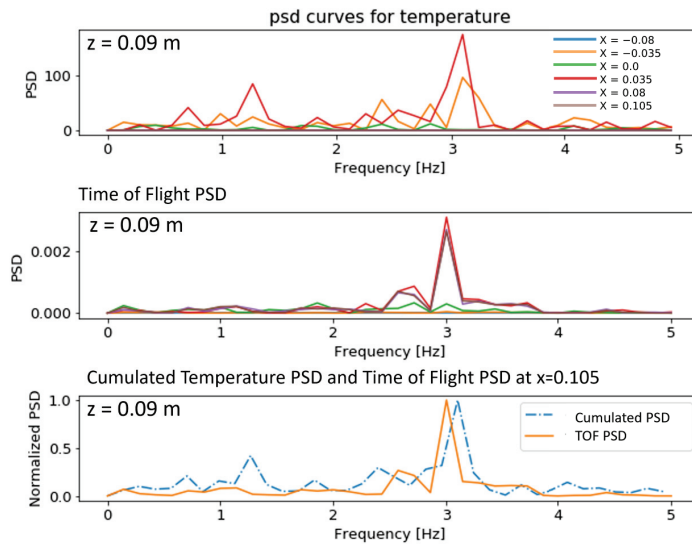 psd curves for temperature
z = 0.09 m
X = −0.08
X = −0.035
X = 0.0
X = 0.035
X = 0.08
X = 0.105
PSD
100
0
0 1 2 3 4 5
Frequency [Hz]
Time of Flight PSD
z = 0.09 m
PSD
0.002
0.000
0 1 2 3 4 5
Frequency [Hz]
Cumulated Temperature PSD and Time of Flight PSD at x=0.105
z = 0.09 m
Cumulated PSD
TOF PSD
Normalized PSD
1.0
0.5
0.0
0 1 2 3 4 5
Frequency [Hz]